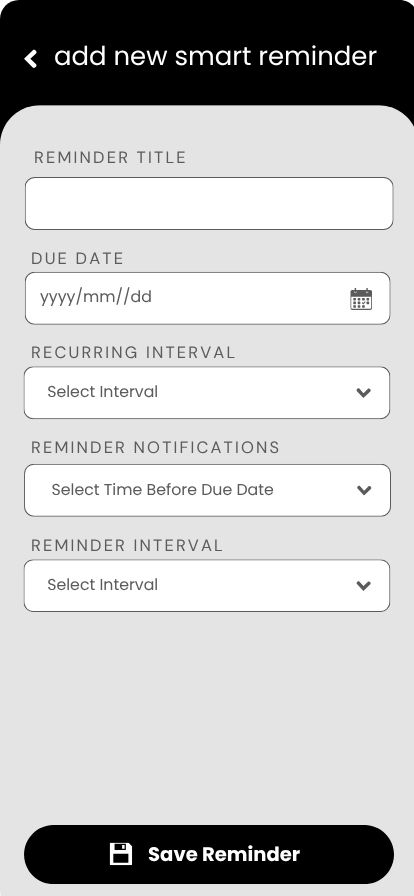 add new smart reminder
REMINDER TITLE
DUE DATE
yyyy/mm//dd
RECURRING INTERVAL
Select Interval
REMINDER NOTIFICATIONS
Select Time Before Due Date
REMINDER INTERVAL
Select Interval
Save Reminder